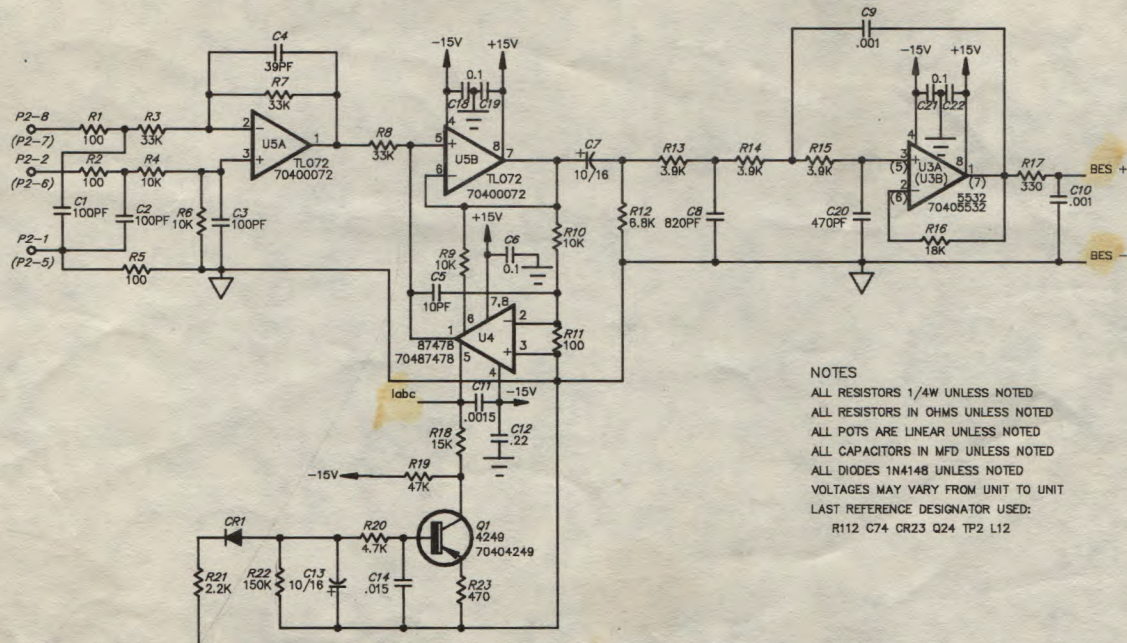 C4
39PF
R7
33K
P2-8
(P2-7)
R1
100
R3
33K
2
−
1
U5A
3
+
TL072
70400072
P2-2
(P2-6)
R2
100
R4
10K
C1
100PF
C2
100PF
R6
10K
C3
100PF
P2-1
(P2-5)
R5
100
R8
33K
-15V
+15V
0.1
C18
C19
4
5
+
8
7
U5B
6
−
TL072
70400072
+15V
R9
10K
C6
0.1
R10
10K
C5
10PF
6
7,8
1
U4
−
2
+
3
R11
100
87478
70487478
5
4
Iabc
C11
.0015
-15V
C12
.22
R18
15K
-15V
R19
47K
CR1
R20
4.7K
Q1
4249
70404249
R21
2.2K
R22
150K
C13
10/16
+
C14
.015
R23
470
+
C7
10/16
R12
6.8K
R13
3.9K
C8
820PF
R14
3.9K
C9
.001
R15
3.9K
C20
470PF
-15V
+15V
0.1
C21
C22
4
3
(5)
+
8
U3A
(U3B)
1
(7)
2
(6)
−
5532
70405532
R16
18K
R17
330
C10
.001
BES +
BES -
NOTES
ALL RESISTORS 1/4W UNLESS NOTED
ALL RESISTORS IN OHMS UNLESS NOTED
ALL POTS ARE LINEAR UNLESS NOTED
ALL CAPACITORS IN MFD UNLESS NOTED
ALL DIODES 1N4148 UNLESS NOTED
VOLTAGES MAY VARY FROM UNIT TO UNIT
LAST REFERENCE DESIGNATOR USED:
R112 C74 CR23 Q24 TP2 L12